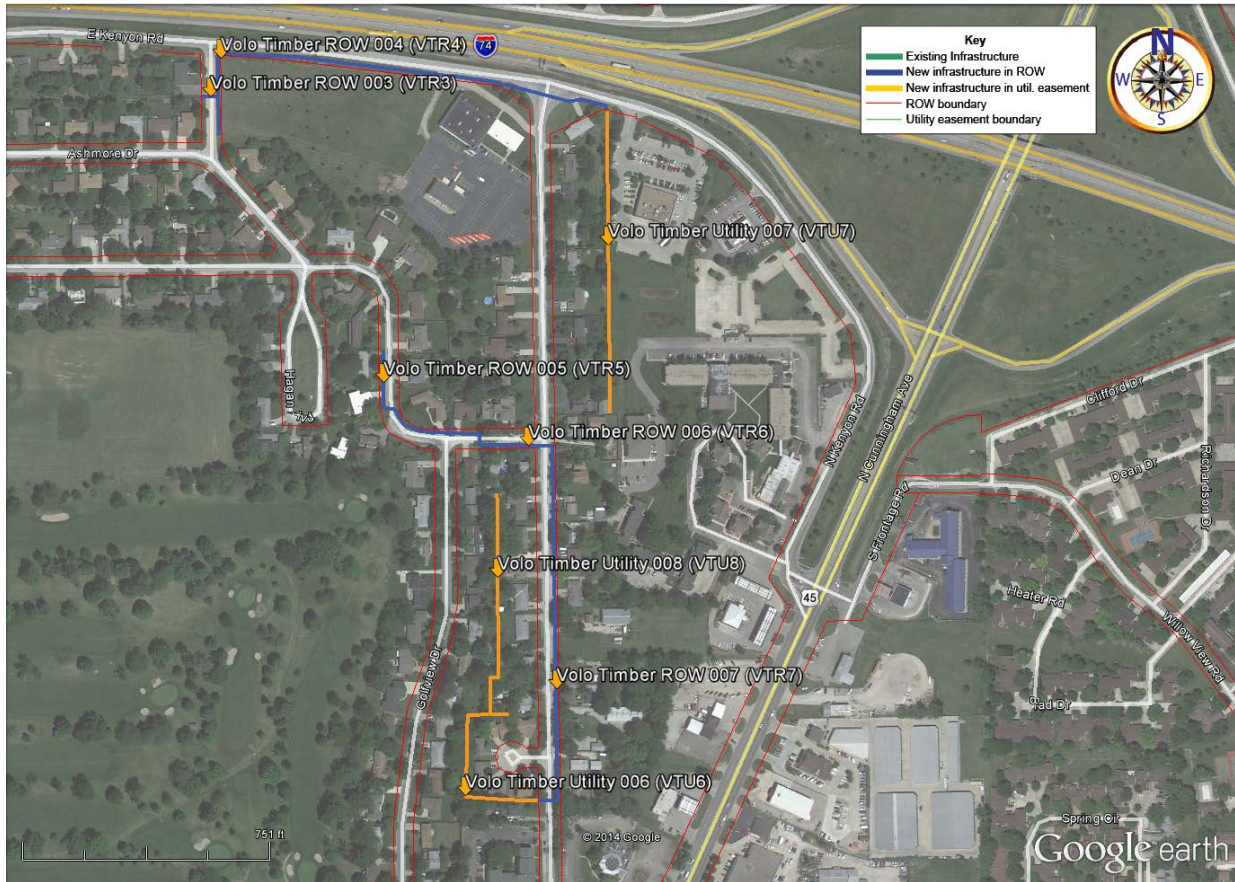 E Kenyon Rd
Volo Timber ROW 004 (VTR4)
74
Volo Timber ROW 003 (VTR3)
Key
Existing Infrastructure
New infrastructure in ROW
New infrastructure in util. easement
ROW boundary
Utility easement boundary
N
W
E
S
Ashmore Dr
Volo Timber Utility 007 (VTU7)
Volo Timber ROW 005 (VTR5)
Hagan
Volo Timber ROW 006 (VTR6)
N Kenyon Rd
N Cunningham Ave
Clifford Dr
Dean Dr
Richardson Dr
S Frontage Rd
Volo Timber Utility 008 (VTU8)
45
Heater Rd
Willow View Rd
Golfview Dr
Volo Timber ROW 007 (VTR7)
Volo Timber Utility 006 (VTU6)
751 ft
© 2014 Google
Google earth